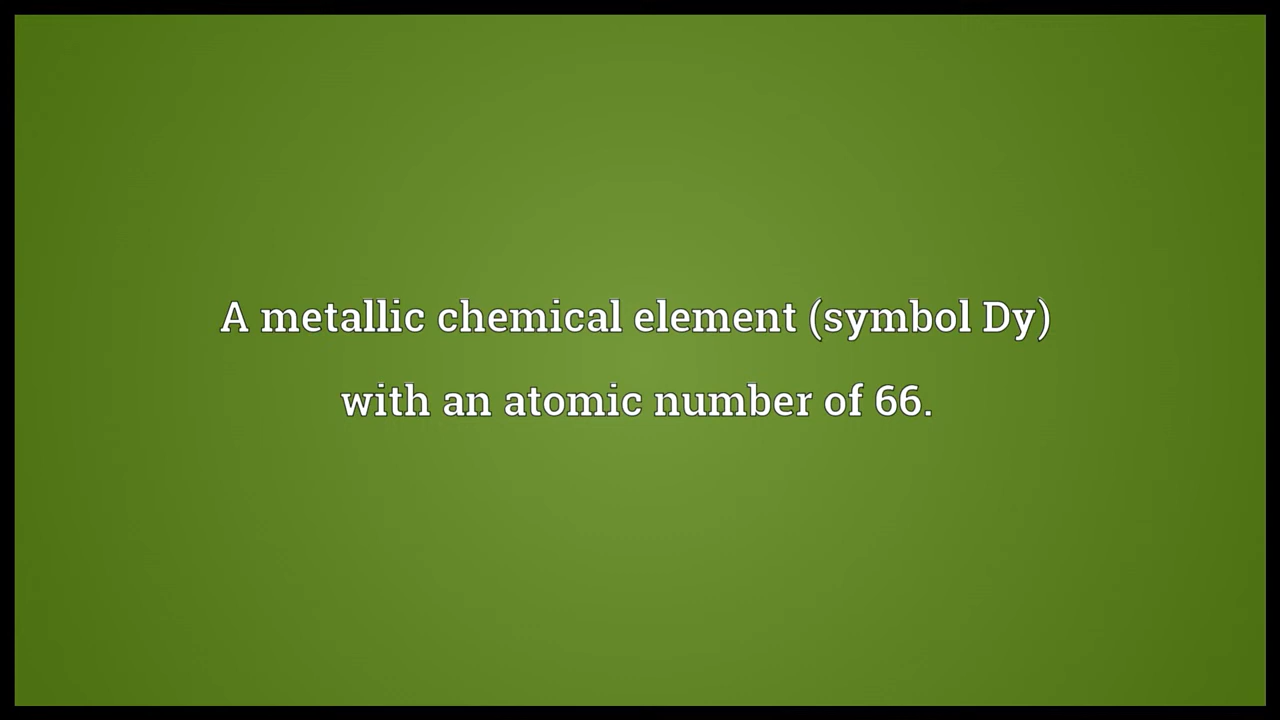 A metallic chemical element (symbol Dy)
with an atomic number of 66.